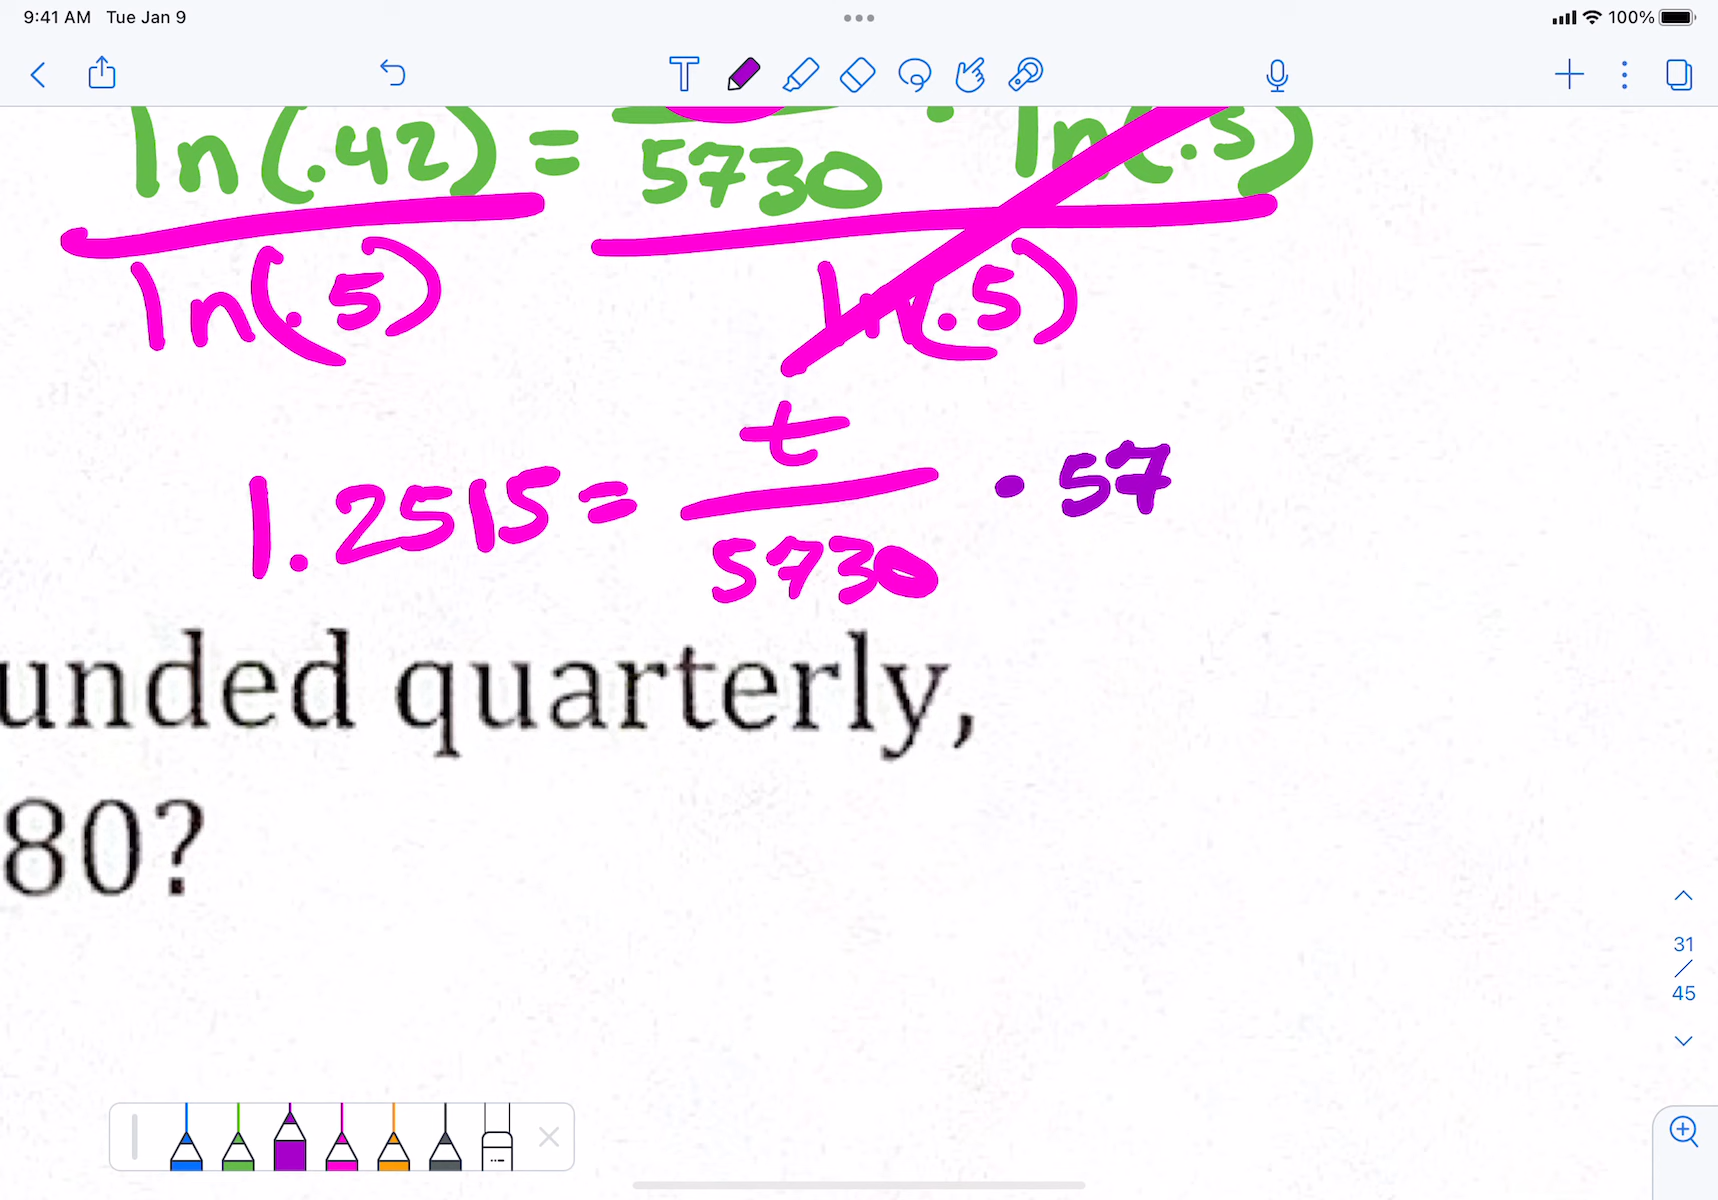 9:41 AM Tue Jan 9 100%
ln(.42) = 5730 · ln(.5)
ln(.5) ln(.5)
1.2515 = t / 5730 · 57
unded quarterly,
80?
31
/
45